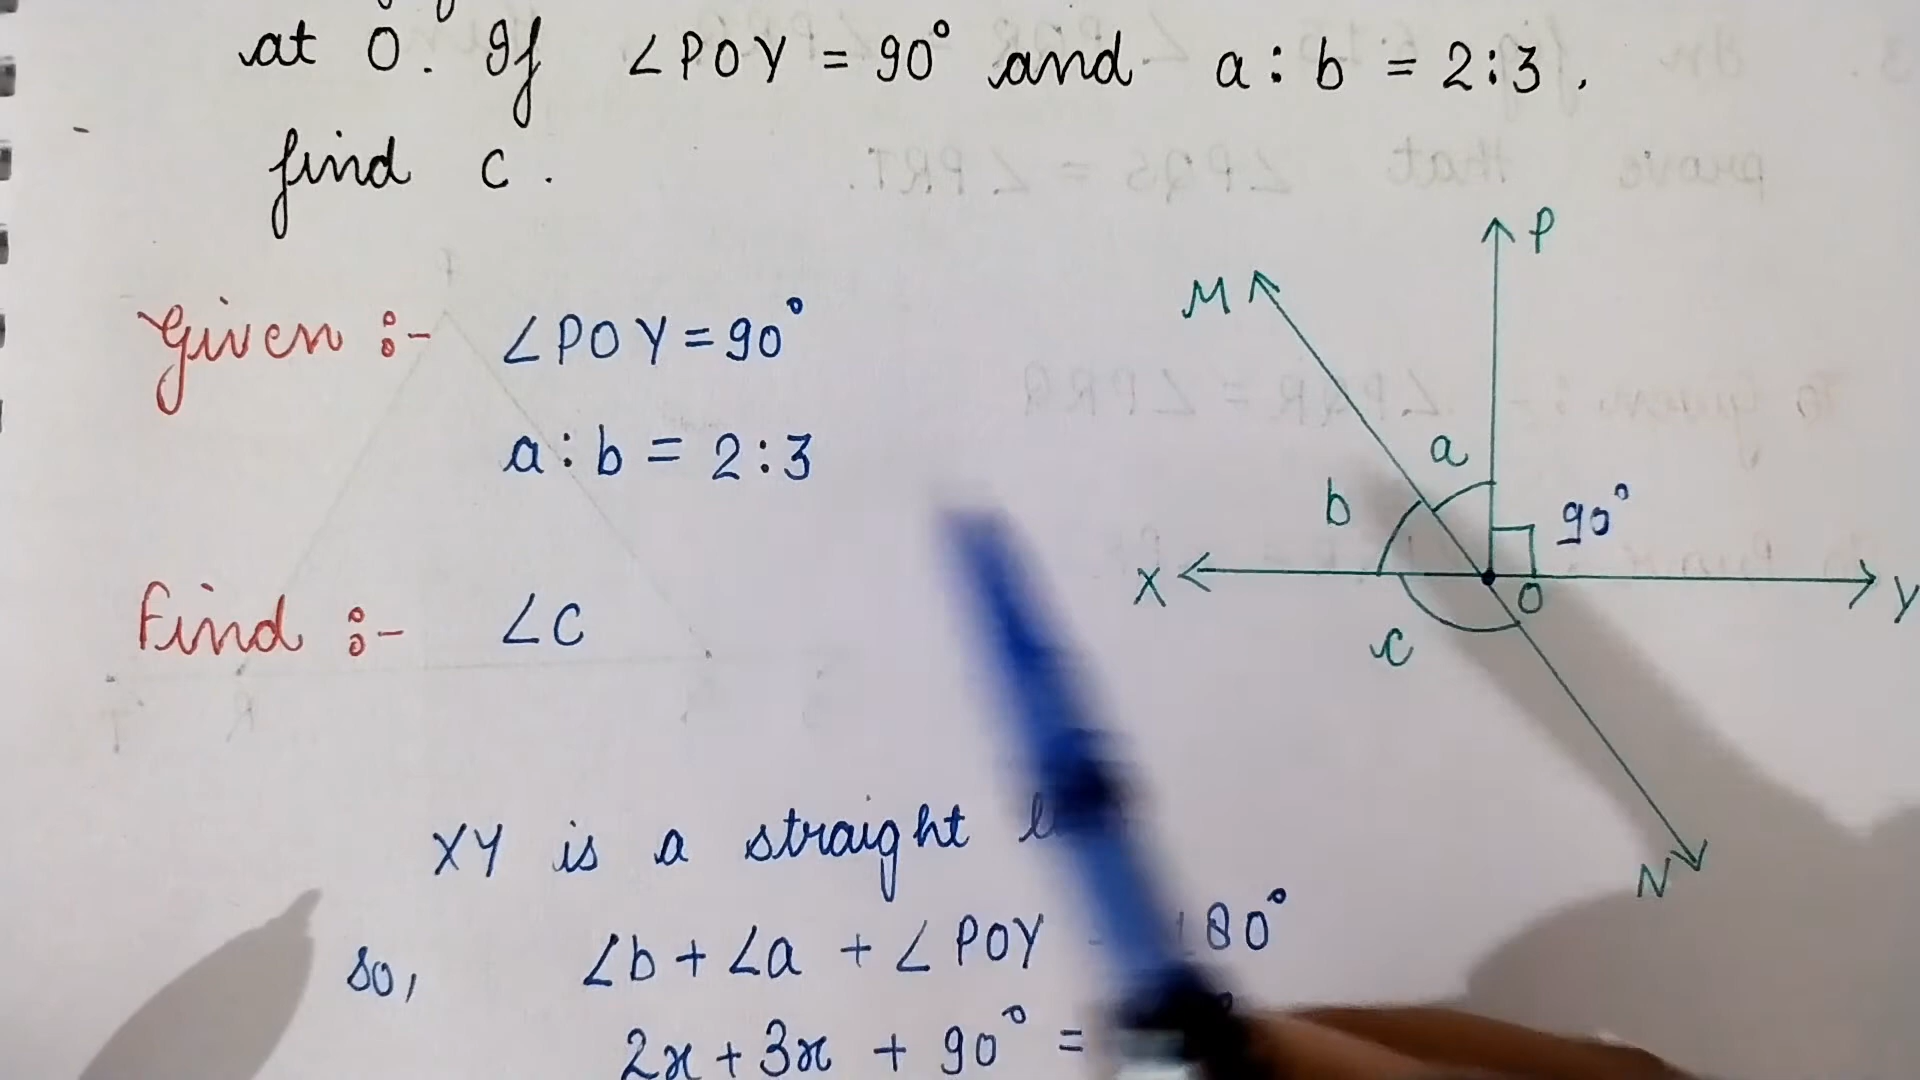 at O. If ∠POY = 90° and a : b = 2:3.
find c.
Given :- ∠POY = 90°
a : b = 2:3
Find :- ∠C
P
M
a
b
90°
X
O
Y
c
N
XY is a straight
so, ∠b + ∠a + ∠POY 180°
2x + 3x + 90° =